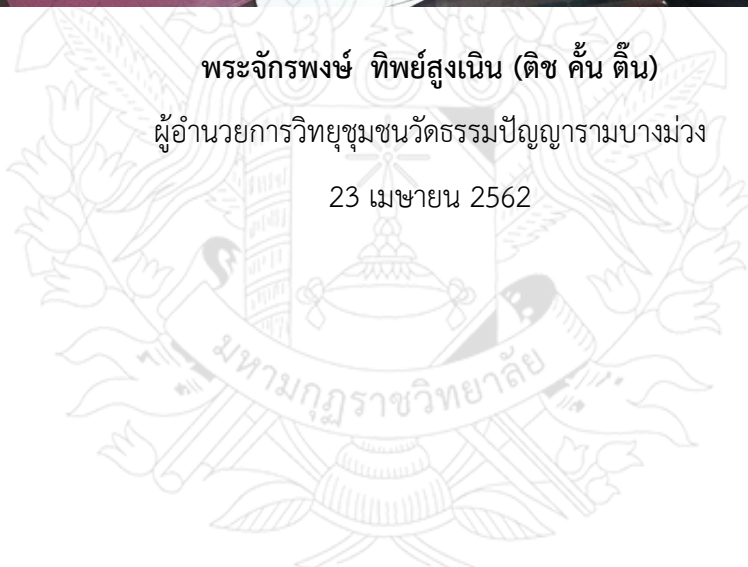 พระจักรพงษ์ ทิพย์สูงเนิน (ติช คั้น ติ๊น)
ผู้อำนวยการวิทยุชุมชนวัดธรรมปัญญารามบางม่วง
23 เมษายน 2562
มหามกุฏราชวิทยาลัย